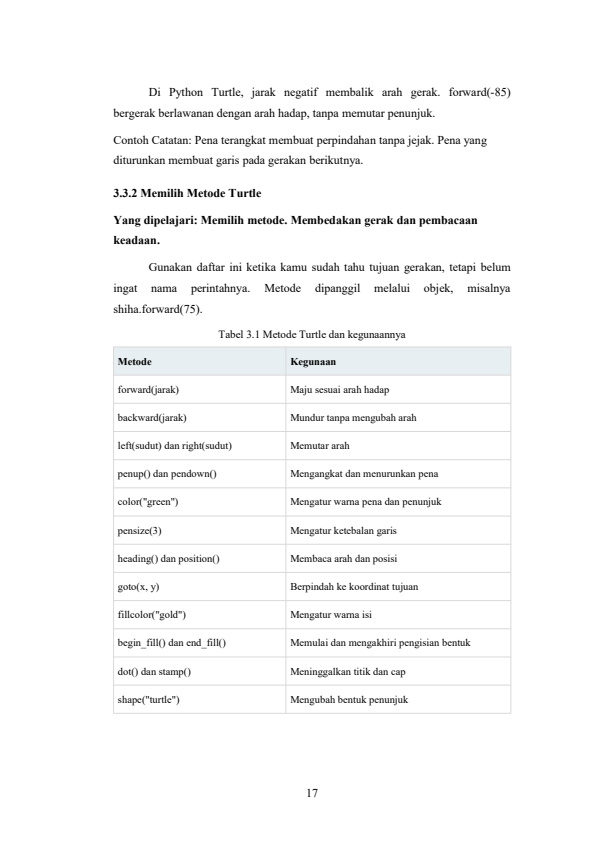 Di Python Turtle, jarak negatif membalik arah gerak. forward(-85)
bergerak berlawanan dengan arah hadap, tanpa memutar penunjuk.
Contoh Catatan: Pena terangkat membuat perpindahan tanpa jejak. Pena yang
diturunkan membuat garis pada gerakan berikutnya.
3.3.2 Memilih Metode Turtle
Yang dipelajari: Memilih metode. Membedakan gerak dan pembacaan
keadaan.
Gunakan daftar ini ketika kamu sudah tahu tujuan gerakan, tetapi belum
ingat nama perintahnya. Metode dipanggil melalui objek, misalnya
shiha.forward(75).
Tabel 3.1 Metode Turtle dan kegunaannya
Metode Kegunaan
forward(jarak) Maju sesuai arah hadap
backward(jarak) Mundur tanpa mengubah arah
left(sudut) dan right(sudut) Memutar arah
penup() dan pendown() Mengangkat dan menurunkan pena
color("green") Mengatur warna pena dan penunjuk
pensize(3) Mengatur ketebalan garis
heading() dan position() Membaca arah dan posisi
goto(x, y) Berpindah ke koordinat tujuan
fillcolor("gold") Mengatur warna isi
begin_fill() dan end_fill() Memulai dan mengakhiri pengisian bentuk
dot() dan stamp() Meninggalkan titik dan cap
shape("turtle") Mengubah bentuk penunjuk
17